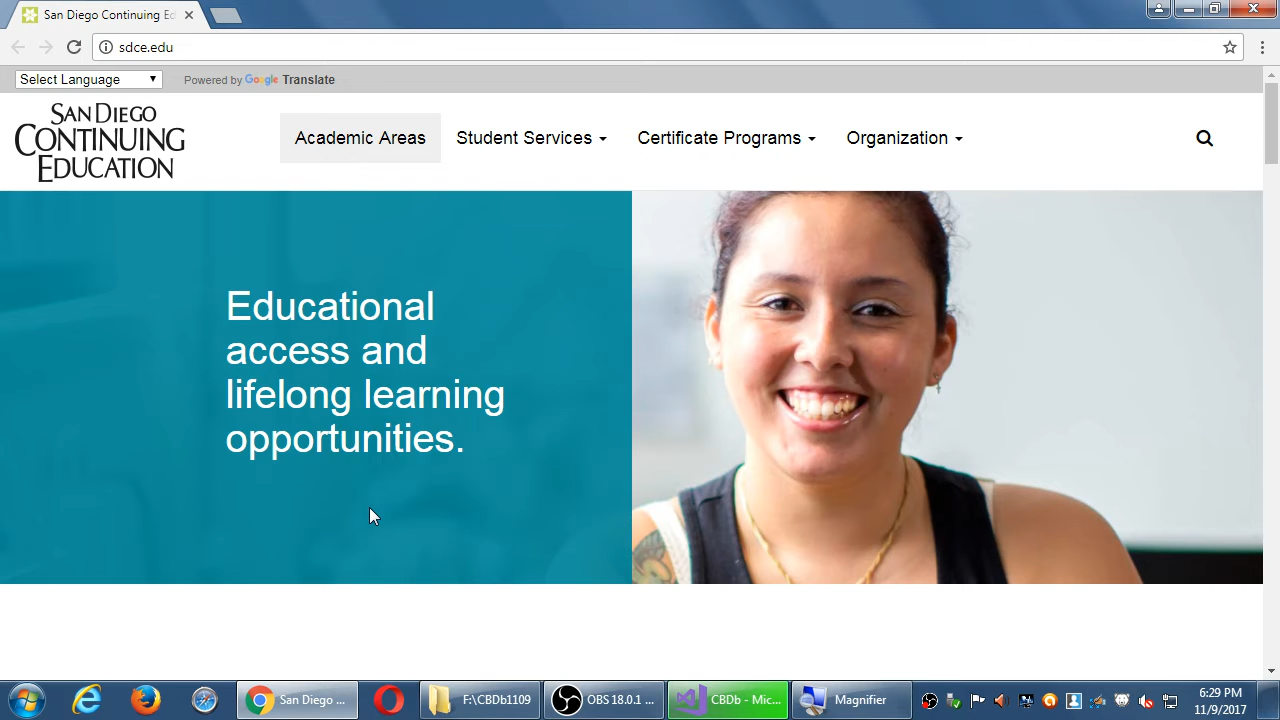 San Diego Continuing Ed
sdce.edu
Select Language
Powered by Google Translate
SAN DIEGO
CONTINUING
EDUCATION
Academic Areas
Student Services
Certificate Programs
Organization
Educational
access and
lifelong learning
opportunities.
San Diego ...
F:\CBDb1109
OBS 18.0.1 ...
CBDb - Mic...
Magnifier
6:29 PM
11/9/2017